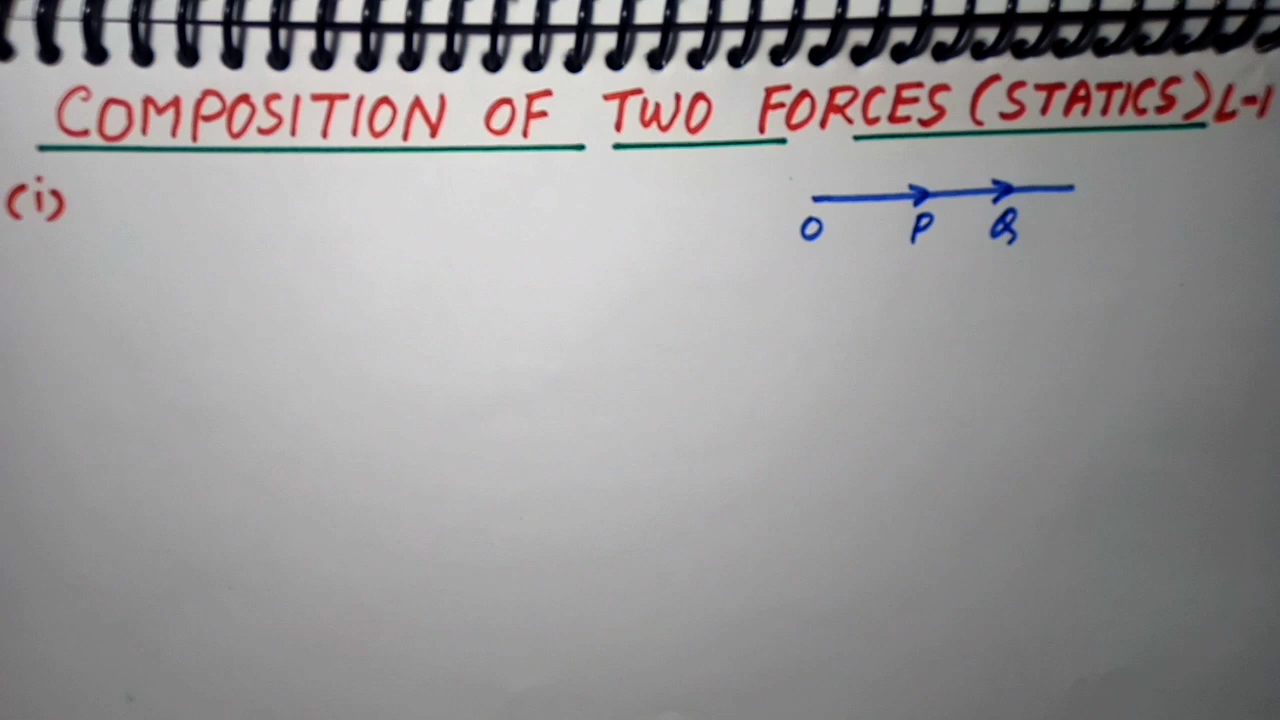 COMPOSITION OF TWO FORCES (STATICS) L-1
(i)
O P Q